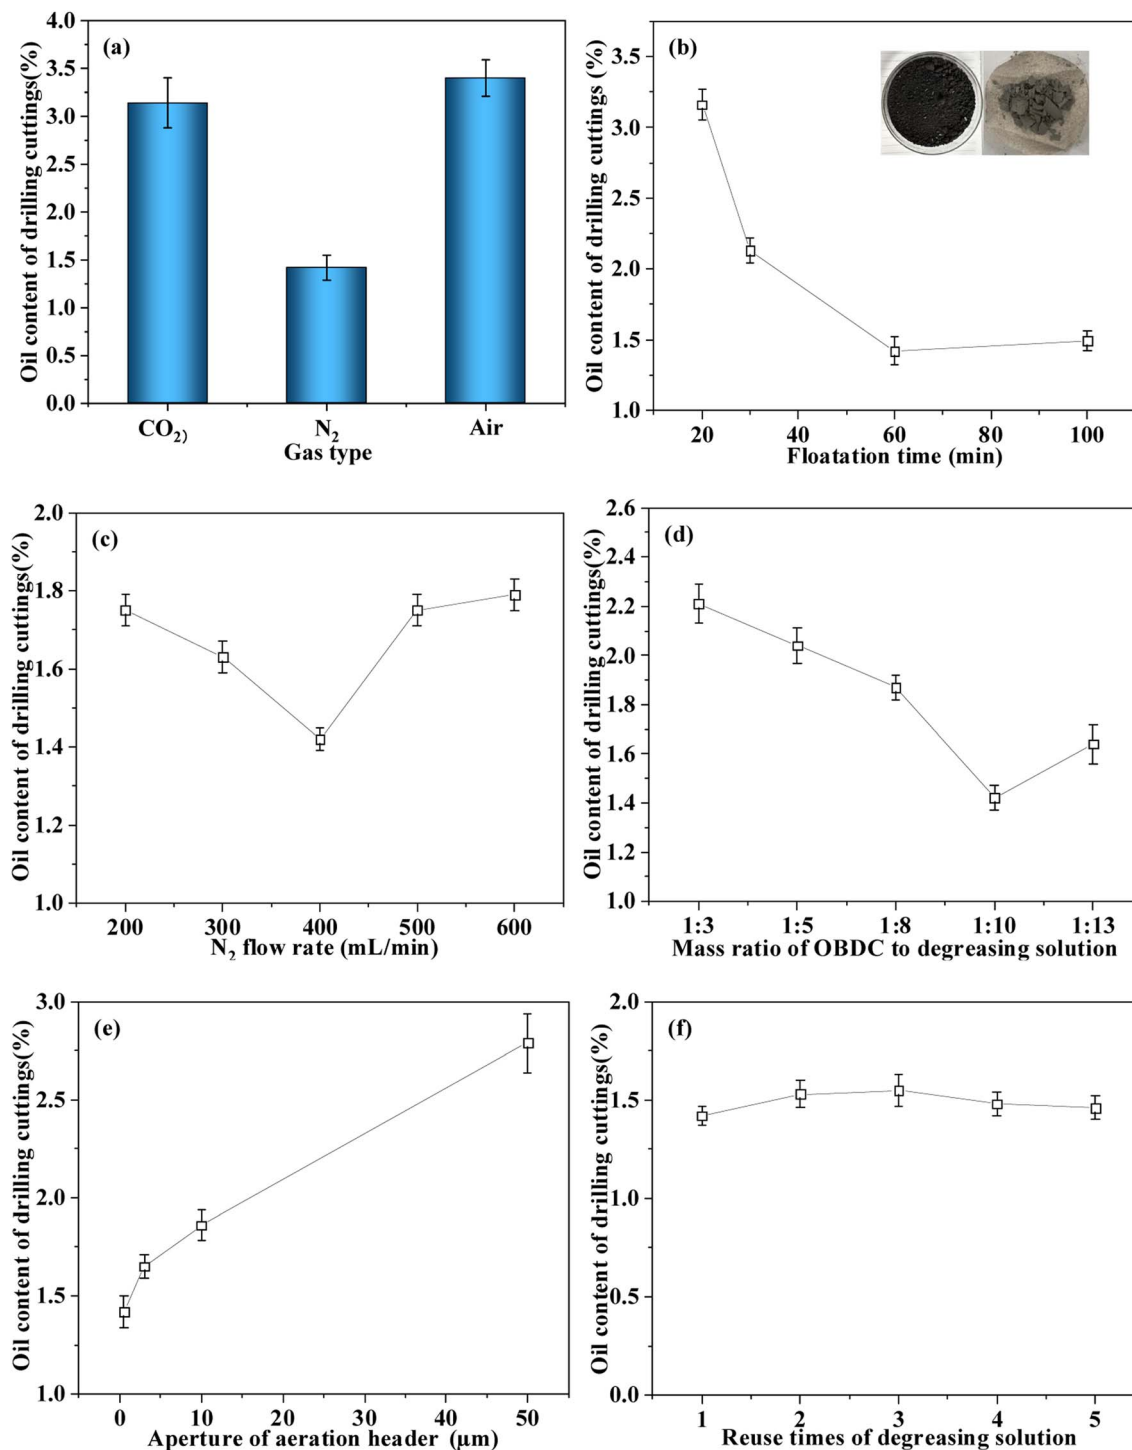 (a)
Oil content of drilling cuttings(%)
4.0
3.5
3.0
2.5
2.0
1.5
1.0
0.5
0.0
CO₂) N₂ Air
Gas type
(b)
Oil content of drilling cuttings (%)
3.5
3.0
2.5
2.0
1.5
1.0
20 40 60 80 100
Floatation time (min)
(c)
Oil content of drilling cuttings(%)
2.0
1.8
1.6
1.4
1.2
1.0
200 300 400 500 600
N₂ flow rate (mL/min)
(d)
Oil content of drilling cuttings(%)
2.6
2.4
2.2
2.0
1.8
1.6
1.4
1.2
1.0
1:3 1:5 1:8 1:10 1:13
Mass ratio of OBDC to degreasing solution
(e)
Oil content of drilling cuttings(%)
3.0
2.5
2.0
1.5
1.0
0 10 20 30 40 50
Aperture of aeration header (μm)
(f)
Oil content of drilling cuttings(%)
2.0
1.5
1.0
0.5
0.0
1 2 3 4 5
Reuse times of degreasing solution